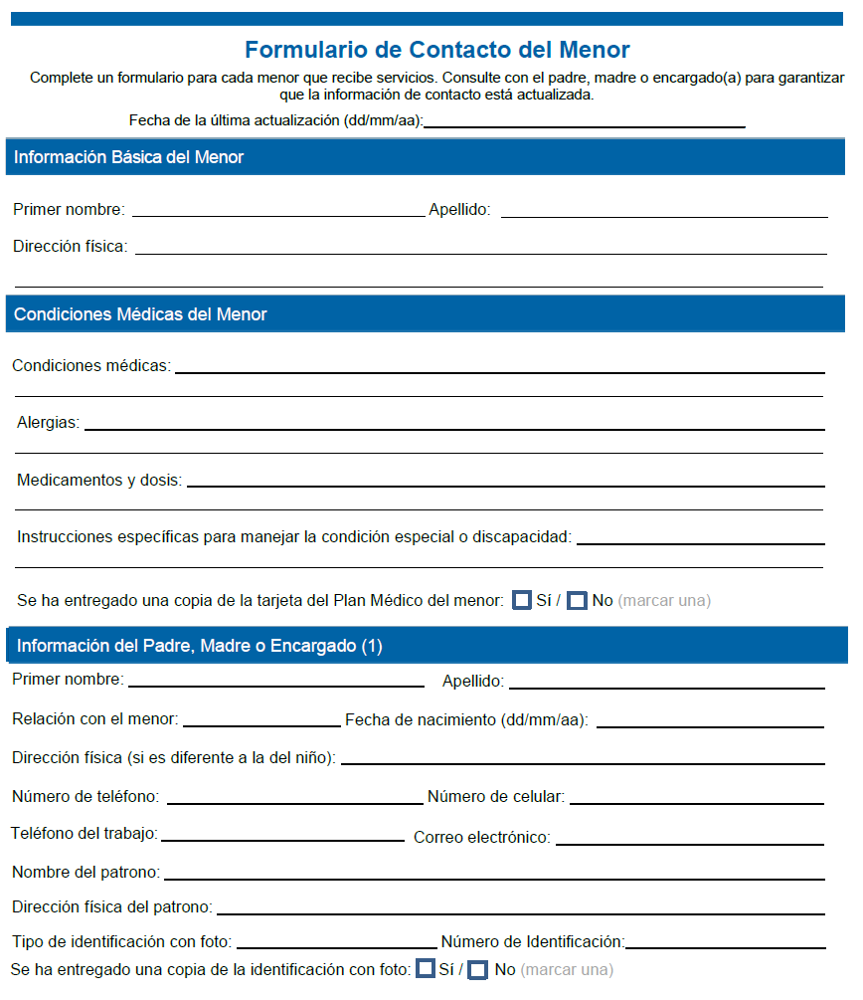 Formulario de Contacto del Menor
Complete un formulario para cada menor que recibe servicios. Consulte con el padre, madre o encargado(a) para garantizar
que la información de contacto está actualizada.
Fecha de la última actualización (dd/mm/aa):
Información Básica del Menor
Primer nombre: Apellido:
Dirección física:
Condiciones Médicas del Menor
Condiciones médicas:
Alergias:
Medicamentos y dosis:
Instrucciones específicas para manejar la condición especial o discapacidad:
Se ha entregado una copia de la tarjeta del Plan Médico del menor: Sí / No (marcar una)
Información del Padre, Madre o Encargado (1)
Primer nombre: Apellido:
Relación con el menor: Fecha de nacimiento (dd/mm/aa):
Dirección física (si es diferente a la del niño):
Número de teléfono: Número de celular:
Teléfono del trabajo: Correo electrónico:
Nombre del patrono:
Dirección física del patrono:
Tipo de identificación con foto: Número de Identificación:
Se ha entregado una copia de la identificación con foto: Sí / No (marcar una)